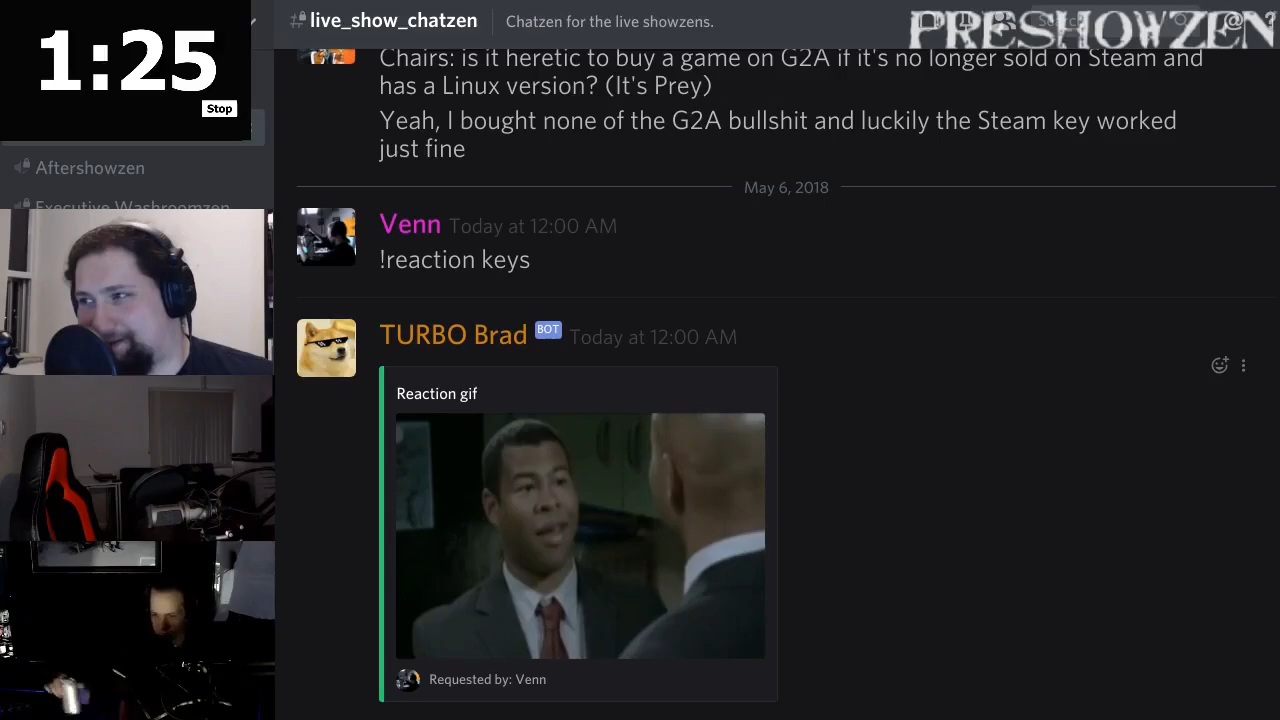 1:25
Stop
live_show_chatzen
Chatzen for the live showzens.
PRESHOWZEN
Search
Aftershowzen
Executive Washroomzen
Chairs: is it heretic to buy a game on G2A if it's no longer sold on Steam and
has a Linux version? (It's Prey)
Yeah, I bought none of the G2A bullshit and luckily the Steam key worked
just fine
May 6, 2018
Venn Today at 12:00 AM
!reaction keys
TURBO Brad BOT Today at 12:00 AM
Reaction gif
Requested by: Venn